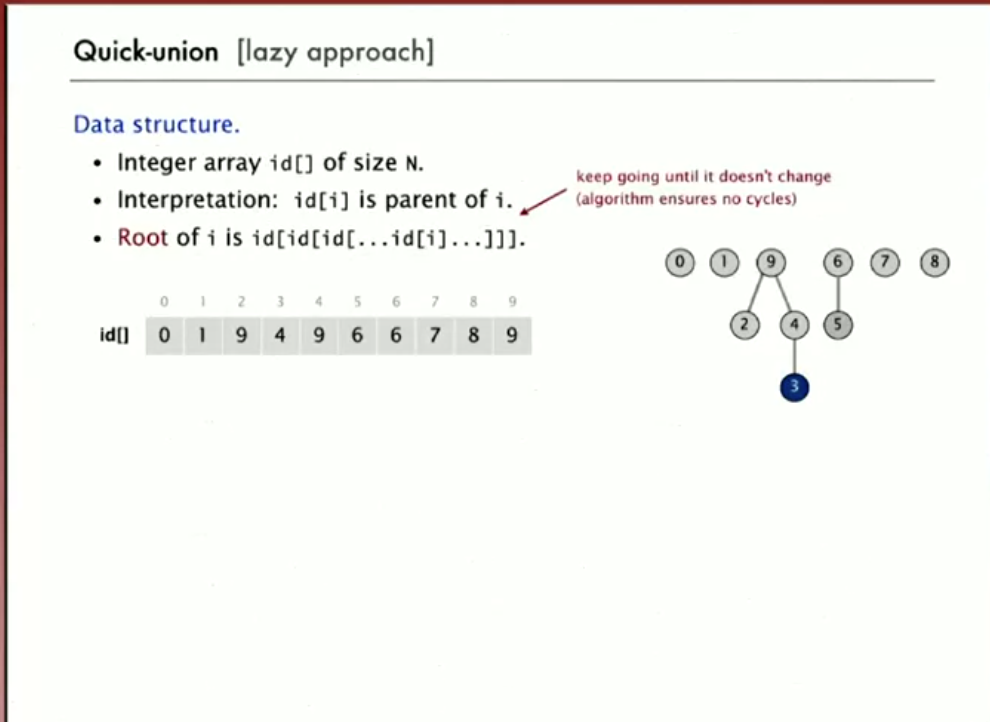 Quick-union [lazy approach]
Data structure.
• Integer array id[] of size N.
• Interpretation: id[i] is parent of i.
• Root of i is id[id[id[...id[i]...]]].
keep going until it doesn't change
(algorithm ensures no cycles)
0 1 2 3 4 5 6 7 8 9
id[] 0 1 9 4 9 6 6 7 8 9
0 1 9 6 7 8
2 4 5
3